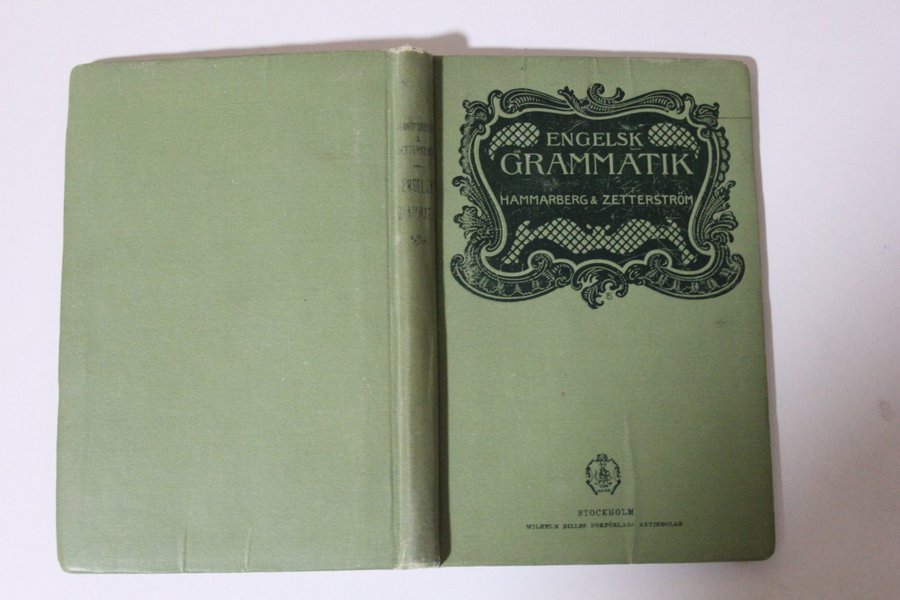 HAMMARBERG
&
ZETTERSTRÖM
ENGELSK
GRAMMATIK
ENGELSK
GRAMMATIK
HAMMARBERG & ZETTERSTRÖM
STOCKHOLM
WILHELM BILLES BOKFÖRLAGS AKTIEBOLAG